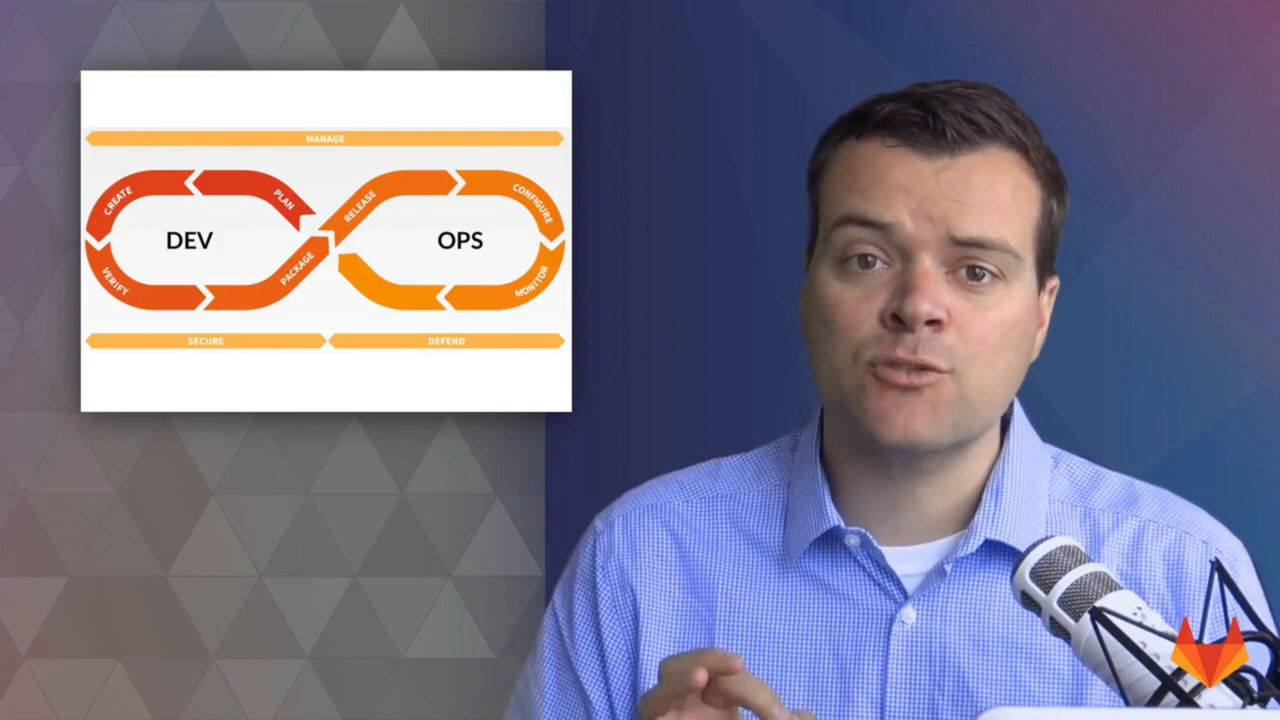 MANAGE
CREATE
PLAN
RELEASE
CONFIGURE
DEV
OPS
VERIFY
PACKAGE
MONITOR
SECURE
DEFEND